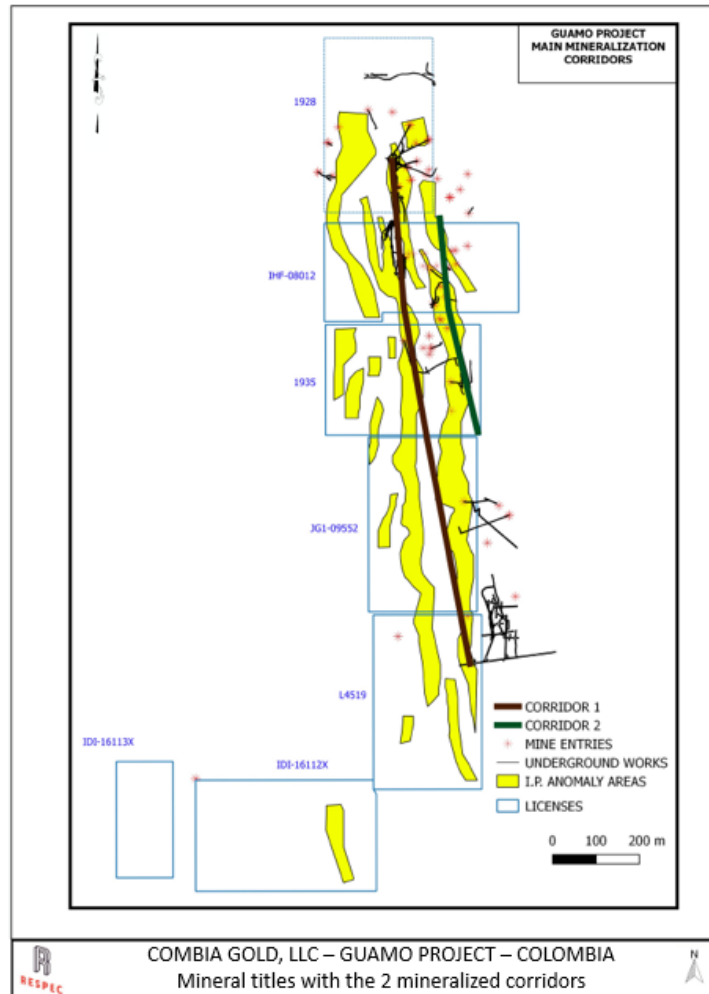 GUAMO PROJECT
MAIN MINERALIZATION
CORRIDORS
1928
IHF-08012
1935
JG1-09552
L4519
IDI-16113X
IDI-16112X
CORRIDOR 1
CORRIDOR 2
MINE ENTRIES
UNDERGROUND WORKS
I.P. ANOMALY AREAS
LICENSES
0 100 200 m
RESPEC
COMBIA GOLD, LLC – GUAMO PROJECT – COLOMBIA
Mineral titles with the 2 mineralized corridors
N